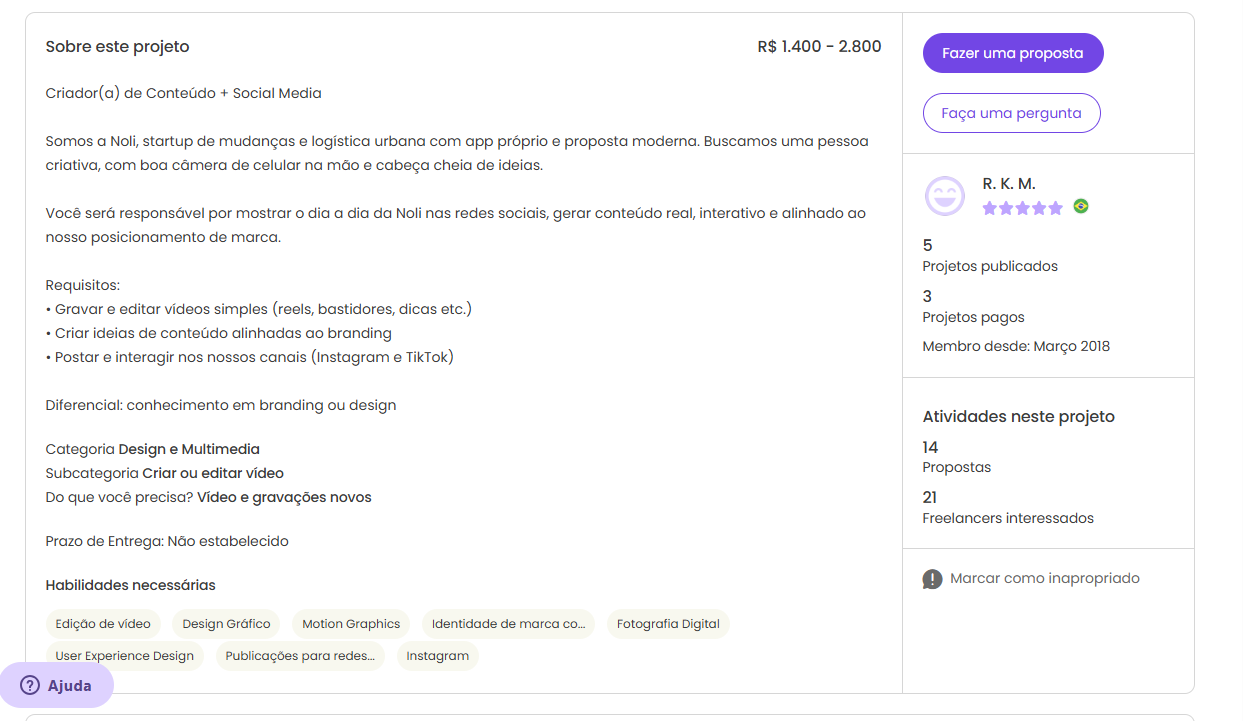 Sobre este projeto
R$ 1.400 - 2.800
Criador(a) de Conteúdo + Social Media
Somos a Noli, startup de mudanças e logística urbana com app próprio e proposta moderna. Buscamos uma pessoa
criativa, com boa câmera de celular na mão e cabeça cheia de ideias.
Você será responsável por mostrar o dia a dia da Noli nas redes sociais, gerar conteúdo real, interativo e alinhado ao
nosso posicionamento de marca.
Requisitos:
• Gravar e editar vídeos simples (reels, bastidores, dicas etc.)
• Criar ideias de conteúdo alinhadas ao branding
• Postar e interagir nos nossos canais (Instagram e TikTok)
Diferencial: conhecimento em branding ou design
Categoria Design e Multimedia
Subcategoria Criar ou editar vídeo
Do que você precisa? Vídeo e gravações novos
Prazo de Entrega: Não estabelecido
Habilidades necessárias
Edição de vídeo
Design Gráfico
Motion Graphics
Identidade de marca co...
Fotografia Digital
User Experience Design
Publicações para redes...
Instagram
Ajuda
Fazer uma proposta
Faça uma pergunta
R. K. M.
5
Projetos publicados
3
Projetos pagos
Membro desde: Março 2018
Atividades neste projeto
14
Propostas
21
Freelancers interessados
Marcar como inapropriado